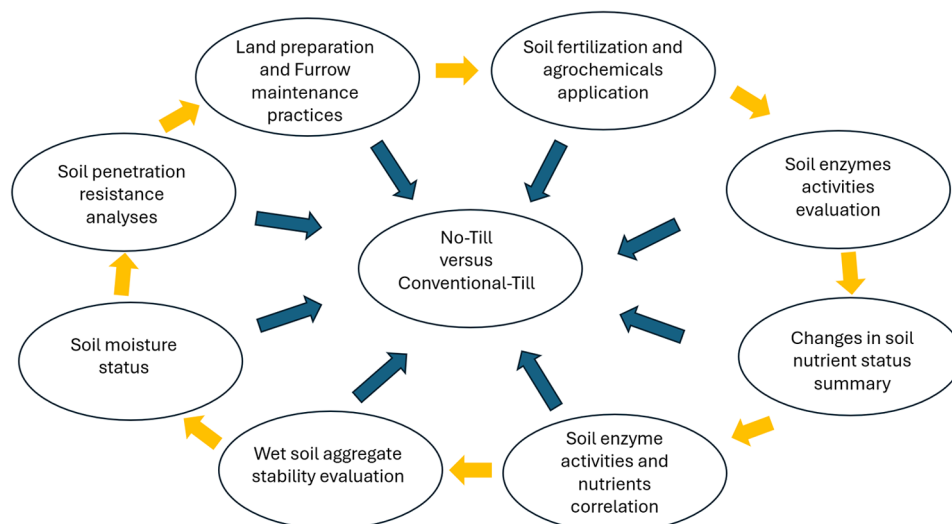 Land preparation
and Furrow
maintenance
practices
Soil fertilization and
agrochemicals
application
Soil enzymes
activities
evaluation
Changes in soil
nutrient status
summary
Soil enzyme
activities and
nutrients
correlation
Wet soil aggregate
stability evaluation
Soil moisture
status
Soil penetration
resistance
analyses
No-Till
versus
Conventional-Till